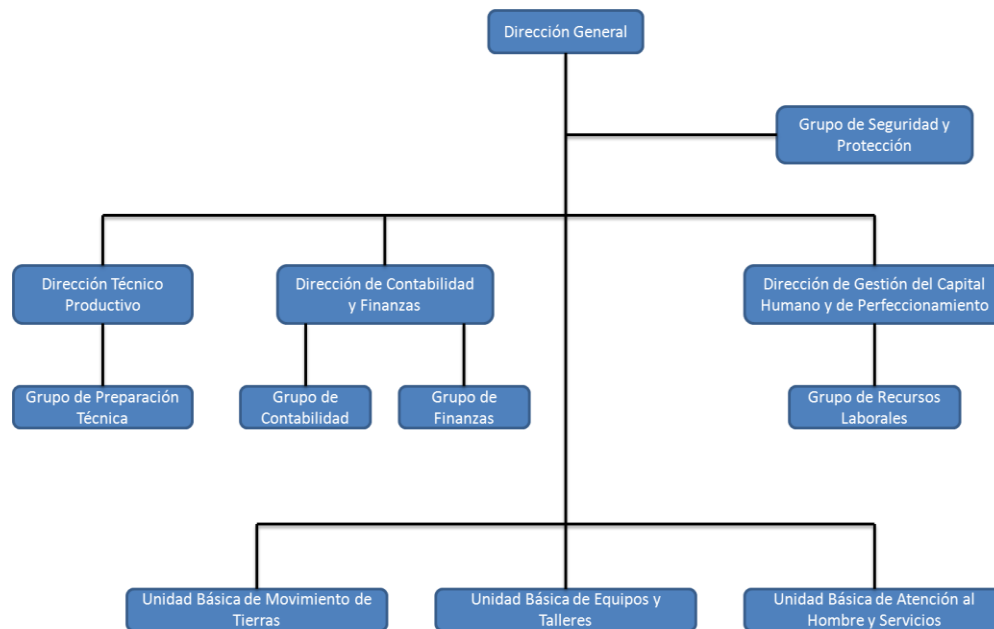 Dirección General
Grupo de Seguridad y
Protección
Dirección Técnico
Productivo
Dirección de Contabilidad
y Finanzas
Dirección de Gestión del Capital
Humano y de Perfeccionamiento
Grupo de Preparación
Técnica
Grupo de
Contabilidad
Grupo de
Finanzas
Grupo de Recursos
Laborales
Unidad Básica de Movimiento de
Tierras
Unidad Básica de Equipos y
Talleres
Unidad Básica de Atención al
Hombre y Servicios